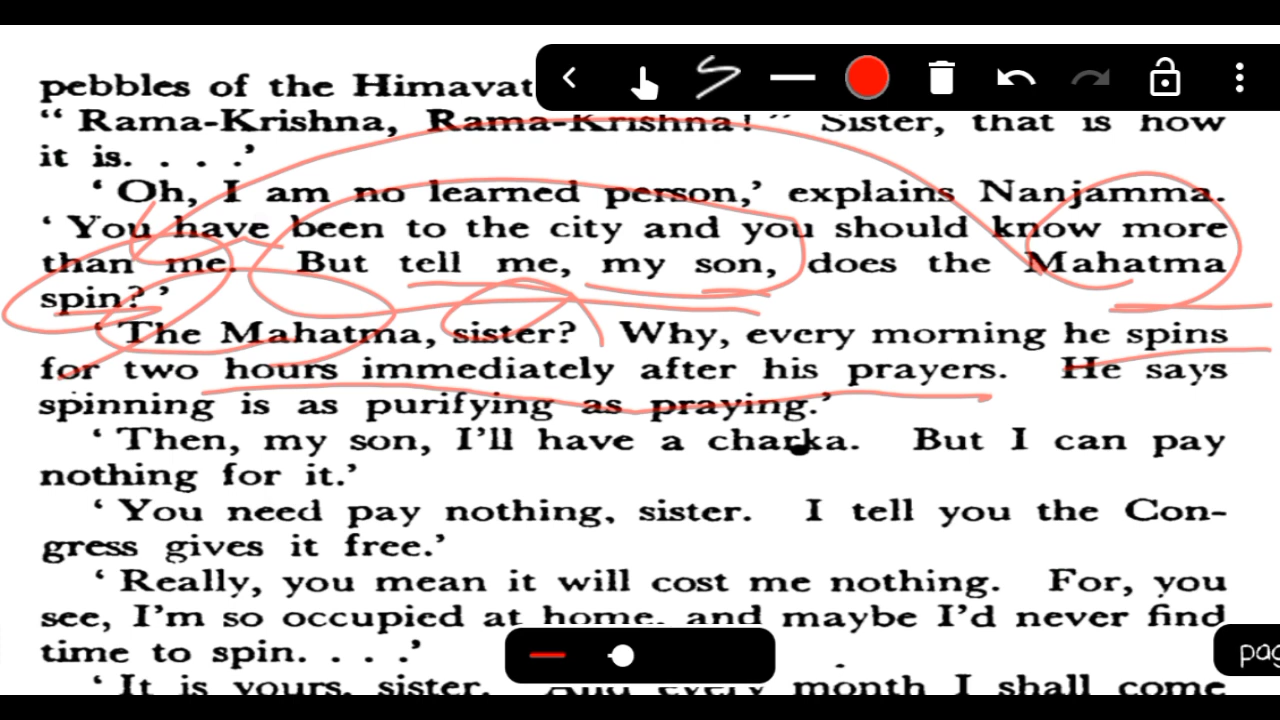 pebbles of the Himavat
“ Rama-Krishna, Rama-Krishna! ” Sister, that is how
it is. . . .’
‘ Oh, I am no learned person,’ explains Nanjamma.
‘ You have been to the city and you should know more
than me. But tell me, my son, does the Mahatma
spin? ’
‘ The Mahatma, sister? Why, every morning he spins
for two hours immediately after his prayers. He says
spinning is as purifying as praying.’
‘ Then, my son, I’ll have a charka. But I can pay
nothing for it.’
‘ You need pay nothing, sister. I tell you the Con-
gress gives it free.’
‘ Really, you mean it will cost me nothing. For, you
see, I’m so occupied at home, and maybe I’d never find
time to spin. . . .’
‘ It is yours, sister. And every month I shall come
pag